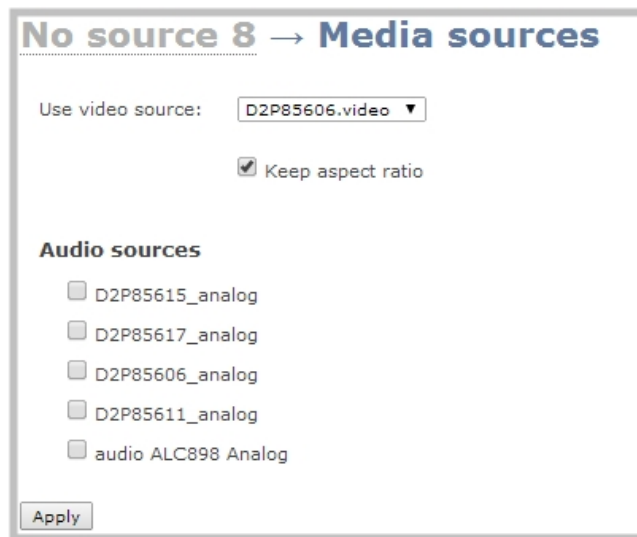 No source 8 → Media sources
Use video source: D2P85606.video
Keep aspect ratio
Audio sources
D2P85615_analog
D2P85617_analog
D2P85606_analog
D2P85611_analog
audio ALC898 Analog
Apply